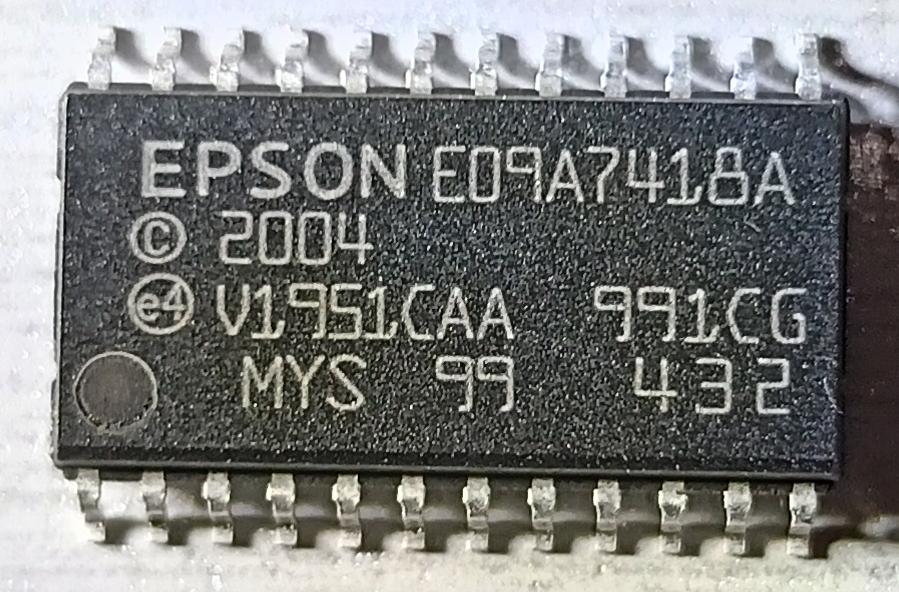 EPSON E09A7418A
© 2004
e4 V1951CAA 991CG
MYS 99 432